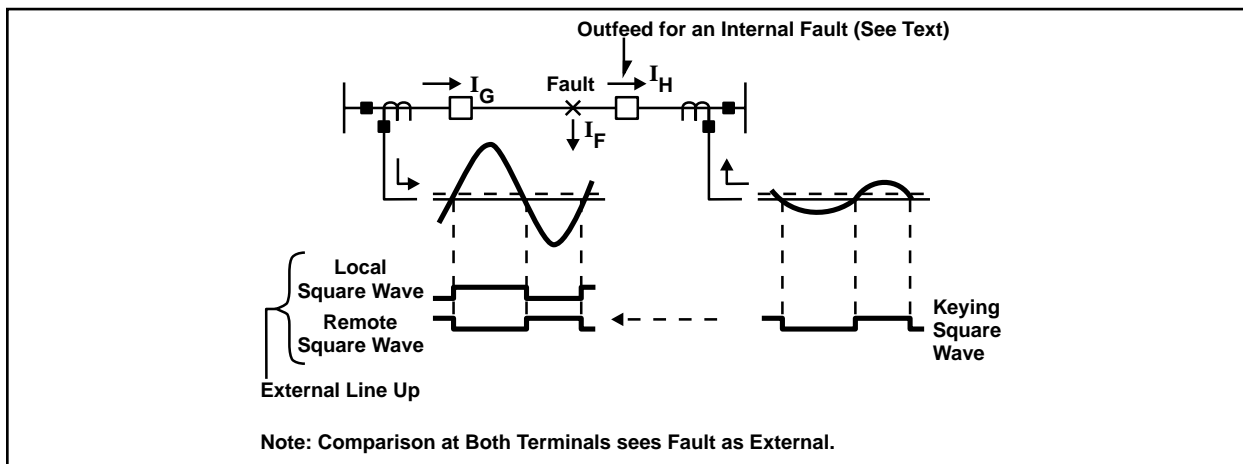 Outfeed for an Internal Fault (See Text)
I_G
Fault
I_H
I_F
Local
Square Wave
Remote
Square Wave
Keying
Square
Wave
External Line Up
Note: Comparison at Both Terminals sees Fault as External.